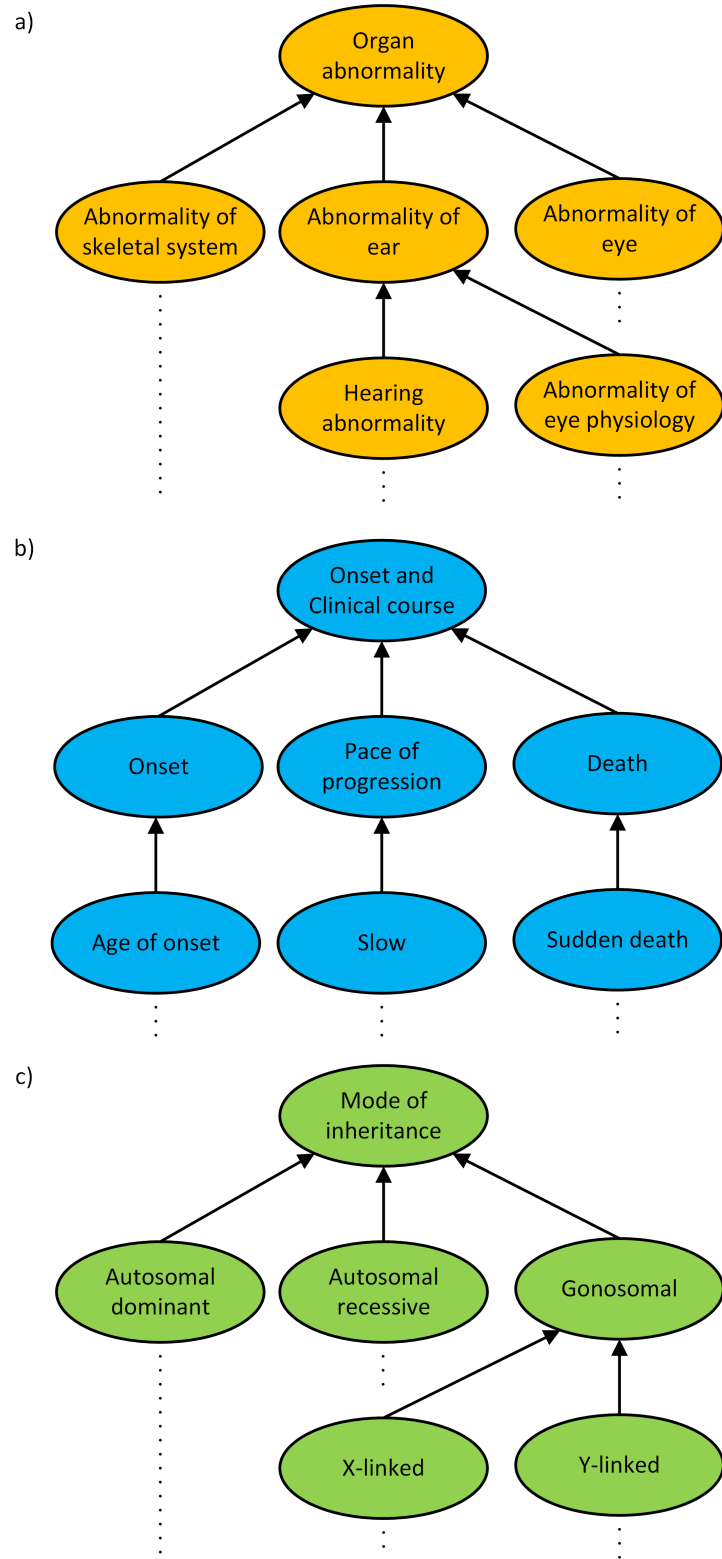 a)
Organ
abnormality
Abnormality of
skeletal system
Abnormality of
ear
Abnormality of
eye
Hearing
abnormality
Abnormality of
eye physiology
b)
Onset and
Clinical course
Onset
Pace of
progression
Death
Age of onset
Slow
Sudden death
c)
Mode of
inheritance
Autosomal
dominant
Autosomal
recessive
Gonosomal
X-linked
Y-linked